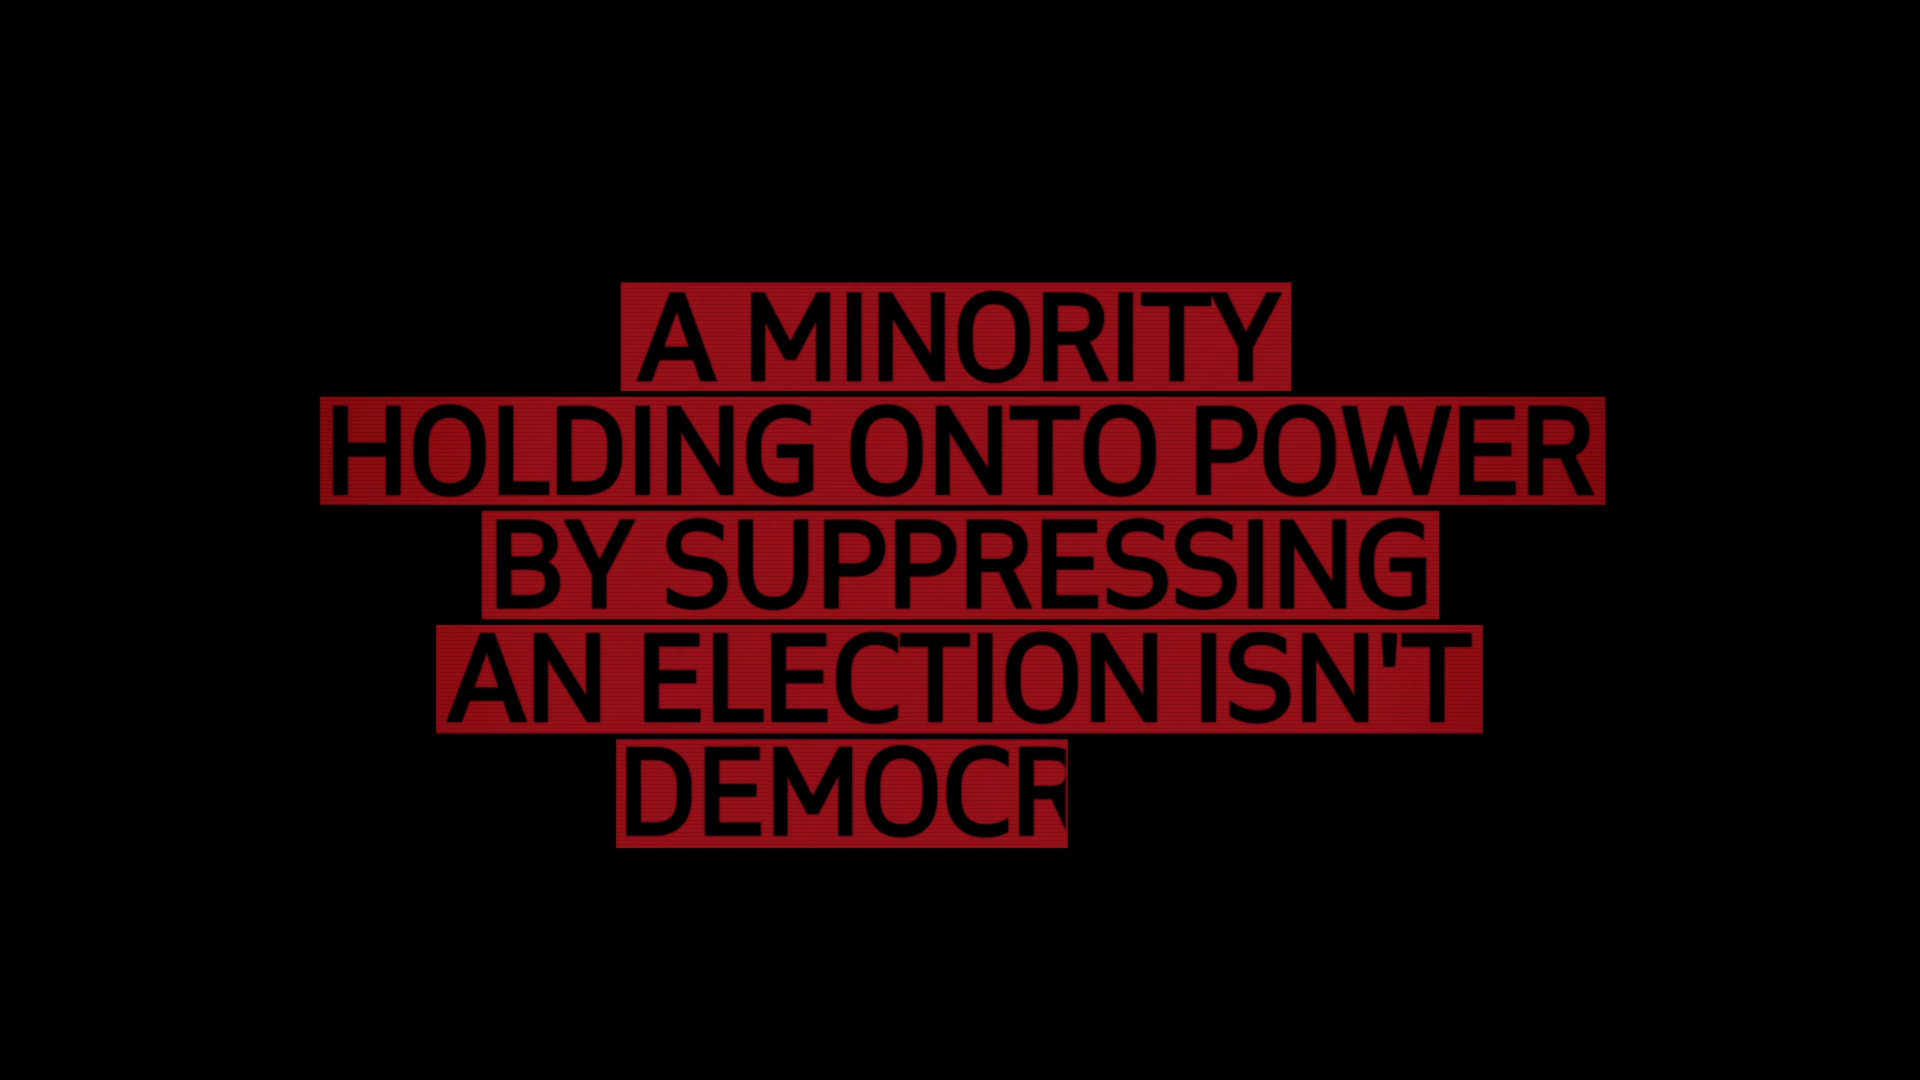 A MINORITY
HOLDING ONTO POWER
BY SUPPRESSING
AN ELECTION ISN'T
DEMOCR